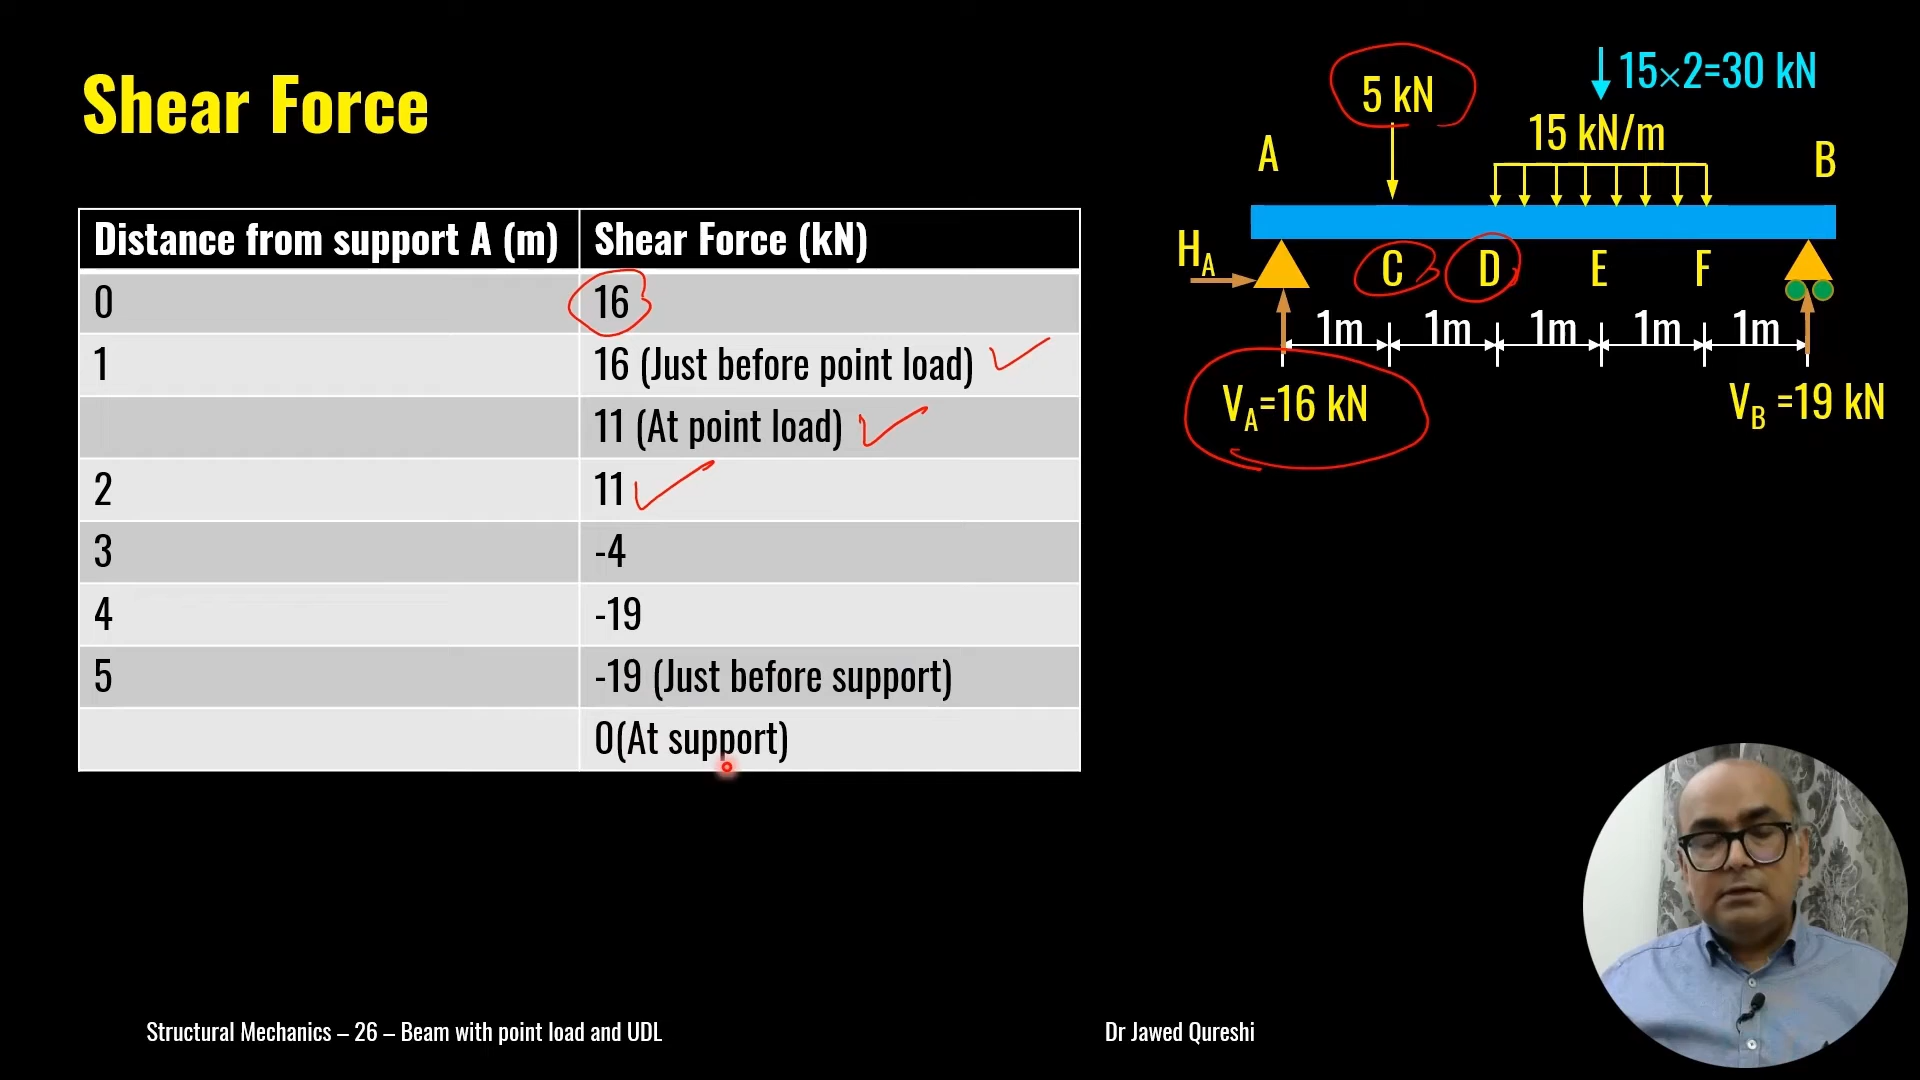 Shear Force
Distance from support A (m) Shear Force (kN)
0 16
1 16 (Just before point load)
11 (At point load)
2 11
3 -4
4 -19
5 -19 (Just before support)
0(At support)
15×2=30 kN
5 kN
15 kN/m
A
B
HA
C D E F
1m 1m 1m 1m 1m
VA=16 kN
VB =19 kN
Structural Mechanics – 26 – Beam with point load and UDL
Dr Jawed Qureshi